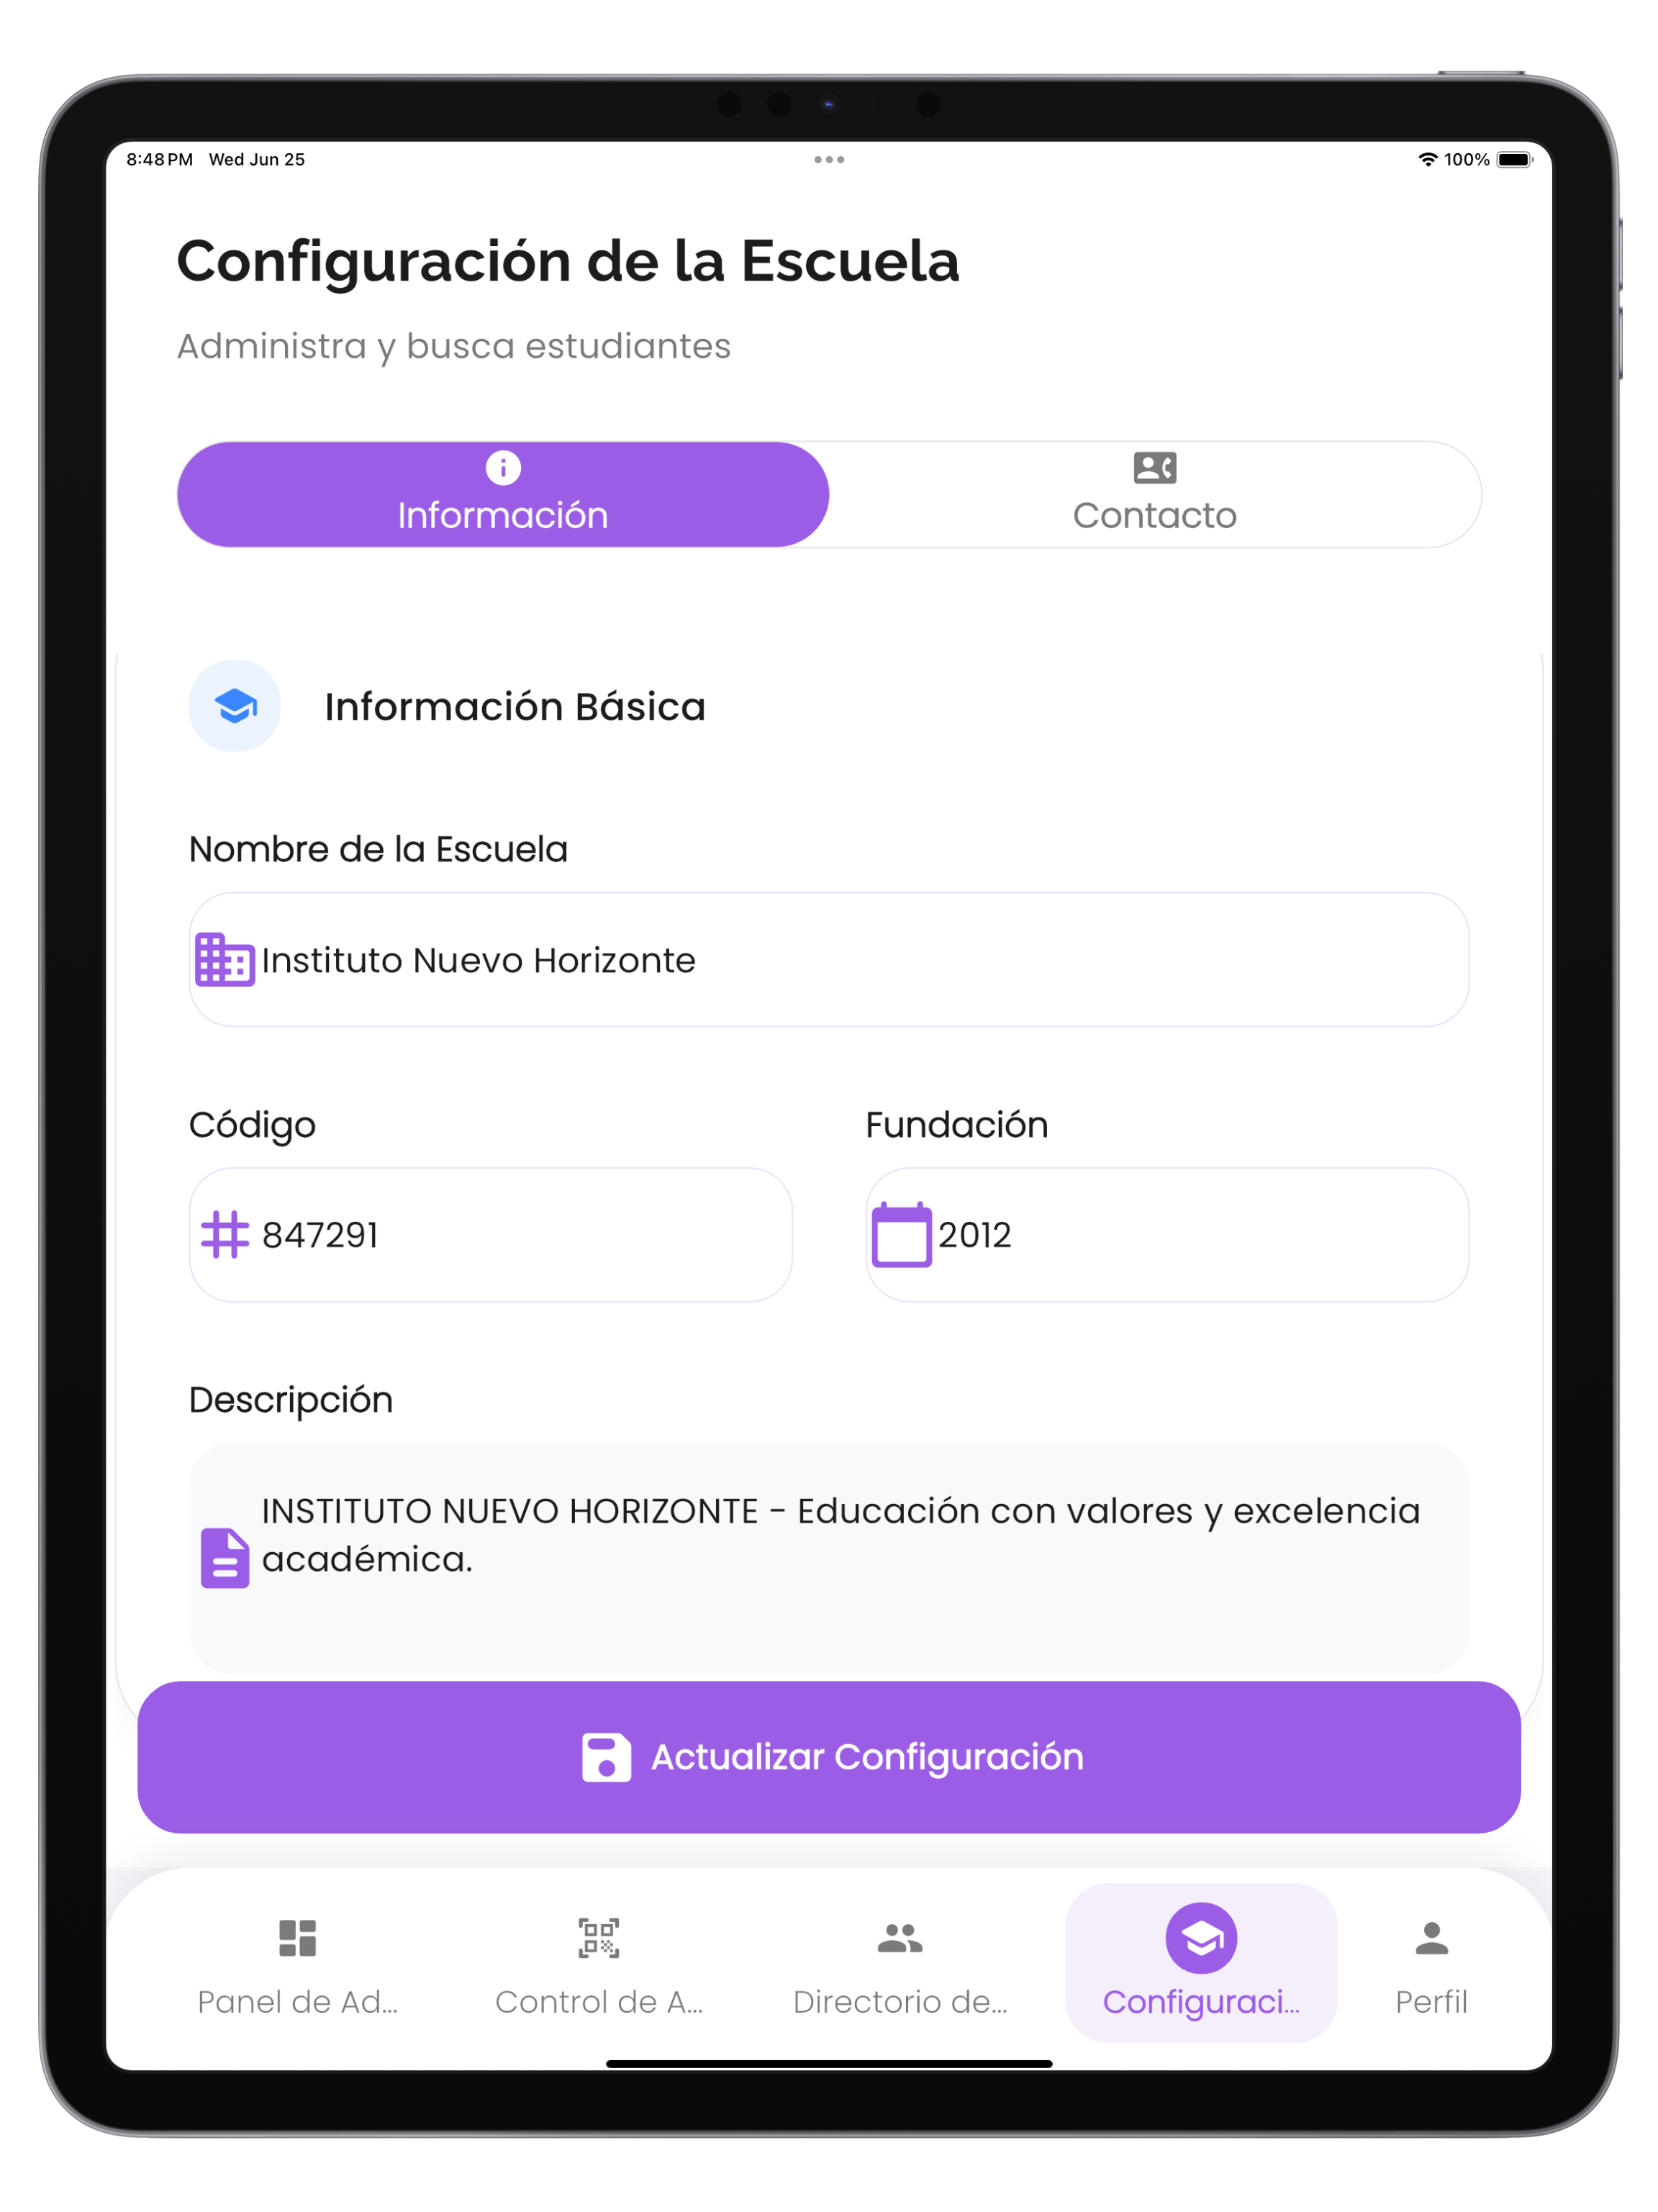 8:48 PM Wed Jun 25
100%
Configuración de la Escuela
Administra y busca estudiantes
Información
Contacto
Información Básica
Nombre de la Escuela
Instituto Nuevo Horizonte
Código
Fundación
847291
2012
Descripción
INSTITUTO NUEVO HORIZONTE - Educación con valores y excelencia
académica.
Actualizar Configuración
Panel de Ad...
Control de A...
Directorio de...
Configuraci...
Perfil